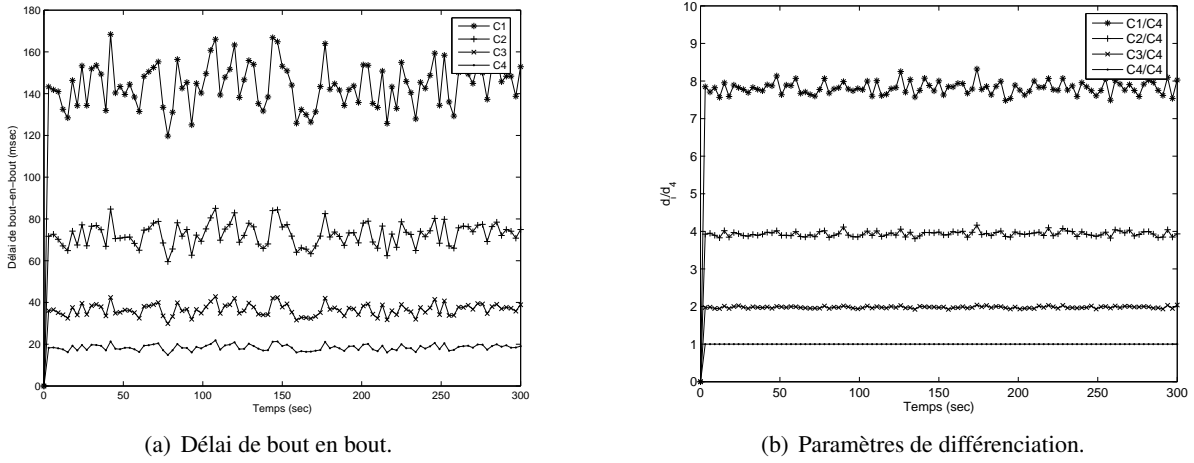 180
160
140
120
100
80
60
40
20
0
0 50 100 150 200 250 300
Délai de bout−en−bout (msec)
Temps (sec)
C1
C2
C3
C4
(a) Délai de bout en bout.
10
9
8
7
6
5
4
3
2
1
0
0 50 100 150 200 250 300
di/d4
Temps (sec)
C1/C4
C2/C4
C3/C4
C4/C4
(b) Paramètres de différenciation.